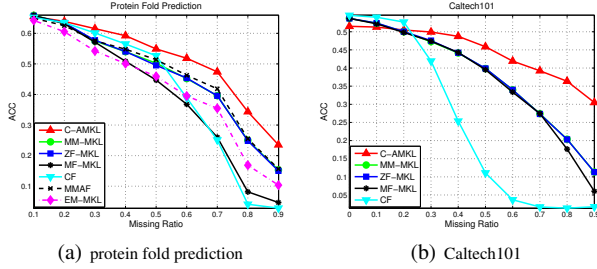 Protein Fold Prediction
ACC
0.6
0.5
0.4
0.3
0.2
0.1
C−AMKL
MM−MKL
ZF−MKL
MF−MKL
CF
MMAF
EM−MKL
0.1 0.2 0.3 0.4 0.5 0.6 0.7 0.8 0.9
Missing Ratio
(a) protein fold prediction
Caltech101
ACC
0.5
0.45
0.4
0.35
0.3
0.25
0.2
0.15
0.1
0.05
C−AMKL
MM−MKL
ZF−MKL
MF−MKL
CF
0 0.1 0.2 0.3 0.4 0.5 0.6 0.7 0.8 0.9
Missing Ratio
(b) Caltech101